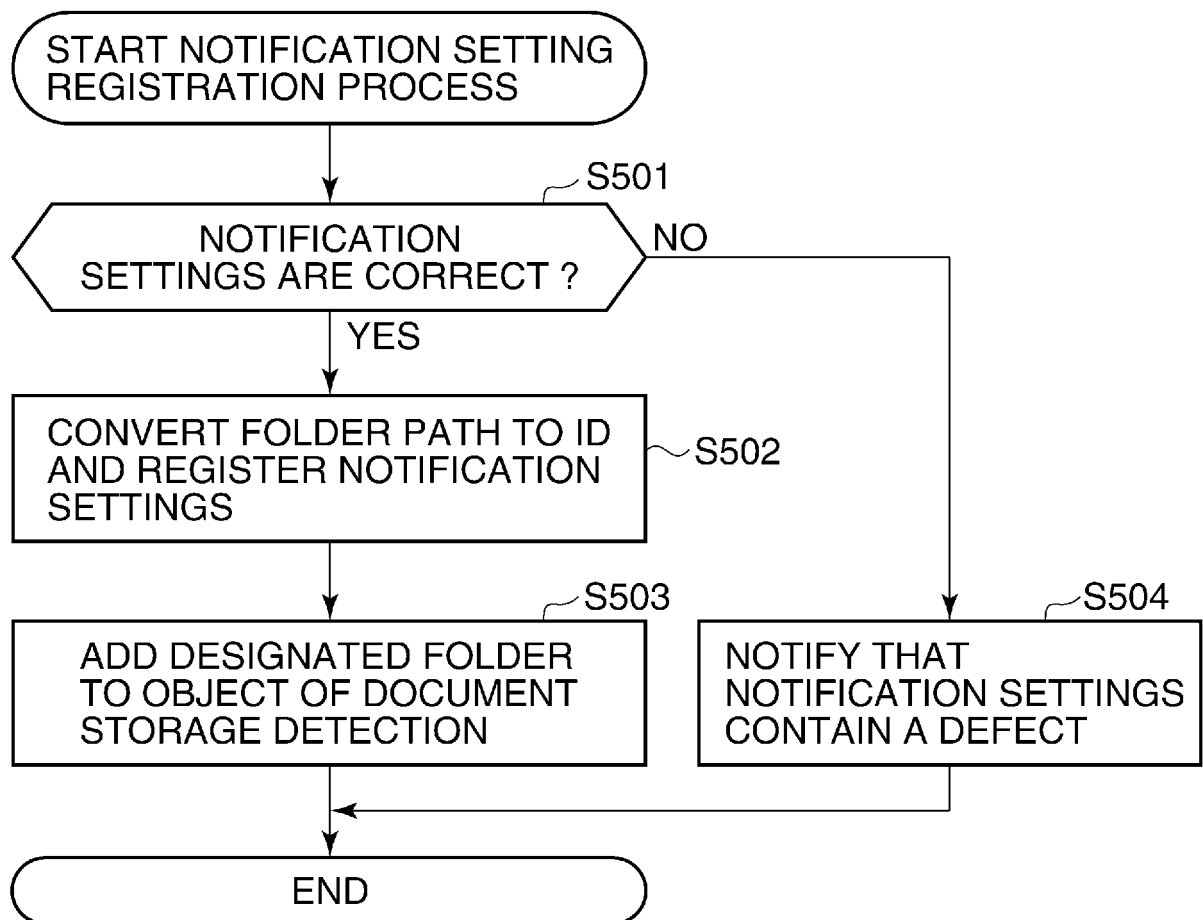 START NOTIFICATION SETTING
REGISTRATION PROCESS
S501
NOTIFICATION
SETTINGS ARE CORRECT ?
NO
YES
CONVERT FOLDER PATH TO ID
AND REGISTER NOTIFICATION
SETTINGS
S502
S503
ADD DESIGNATED FOLDER
TO OBJECT OF DOCUMENT
STORAGE DETECTION
S504
NOTIFY THAT
NOTIFICATION SETTINGS
CONTAIN A DEFECT
END